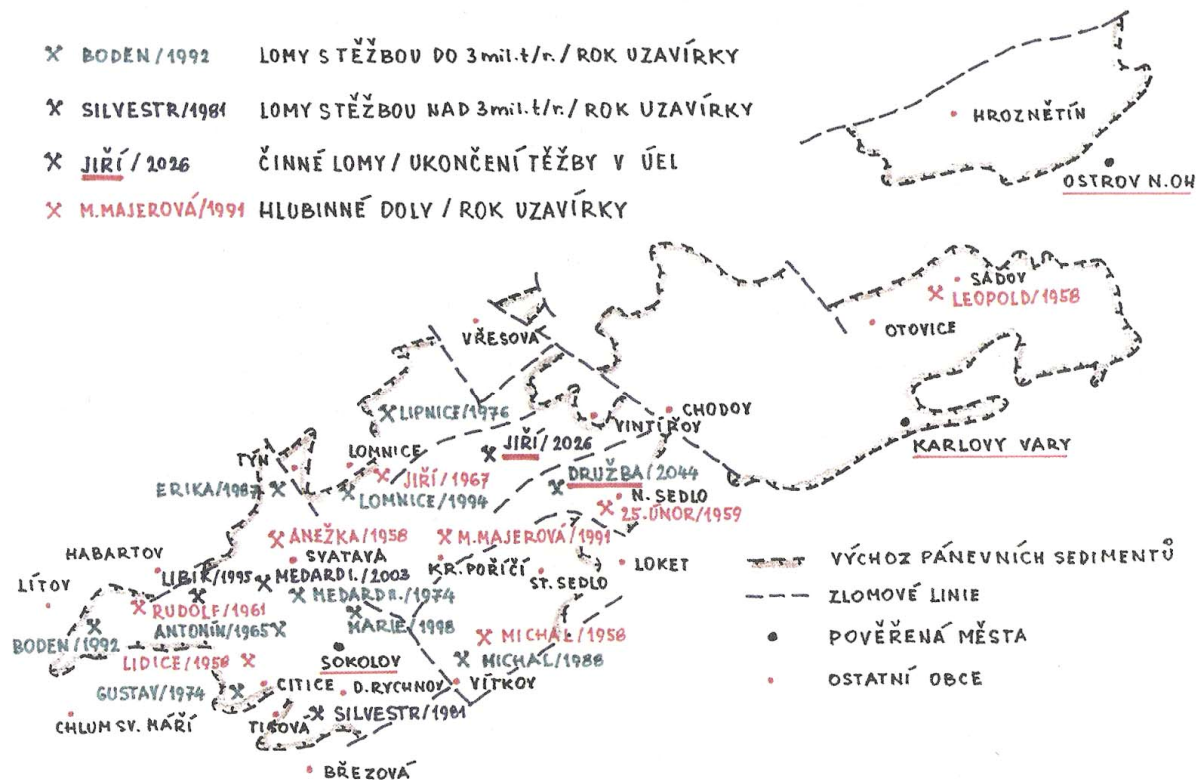 BODEN/1992 LOMY S TĚŽBOU DO 3mil.t/r./ROK UZAVÍRKY
SILVESTR/1981 LOMY S TĚŽBOU NAD 3mil.t/r./ROK UZAVÍRKY
JIŘÍ/2026 ČINNÉ LOMY/UKONČENÍ TĚŽBY V ÚEL
M.MAJEROVÁ/1991 HLUBINNÉ DOLY/ROK UZAVÍRKY
HROZNĚTÍN
OSTROV N.OH
SADOV
LEOPOLD/1958
OTOVICE
VŘESOVÁ
LIPNICE/1976
CHODOV
VINTÍŘOV
KARLOVY VARY
JIŘÍ/2026
TÝN
LOMNICE
JIŘÍ/1967
DRUŽBA/2044
ERIKA/1987
LOMNICE/1994
N. SEDLO
25.ÚNOR/1959
ANEŽKA/1958
M.MAJEROVÁ/1991
HABARTOV
SVATAVA
KR. POŘÍČÍ
LOKET
LÍTOV
LIBÍK/1995
MEDARD I./2003
ST. SEDLO
RUDOLF/1961
MEDARD II./1974
ANTONÍN/1965
MARIE/1998
BODEN/1992
MICHAL/1958
LIDICE/1958
SOKOLOV
MICHAL/1988
GUSTAV/1974
CITICE
D.RYCHNOV
VÍTKOV
CHLUM SV. MÁŘÍ
TISOVÁ
SILVESTR/1981
BŘEZOVÁ
VÝCHOZ PÁNEVNÍCH SEDIMENTŮ
ZLOMOVÉ LINIE
POVĚŘENÁ MĚSTA
OSTATNÍ OBCE